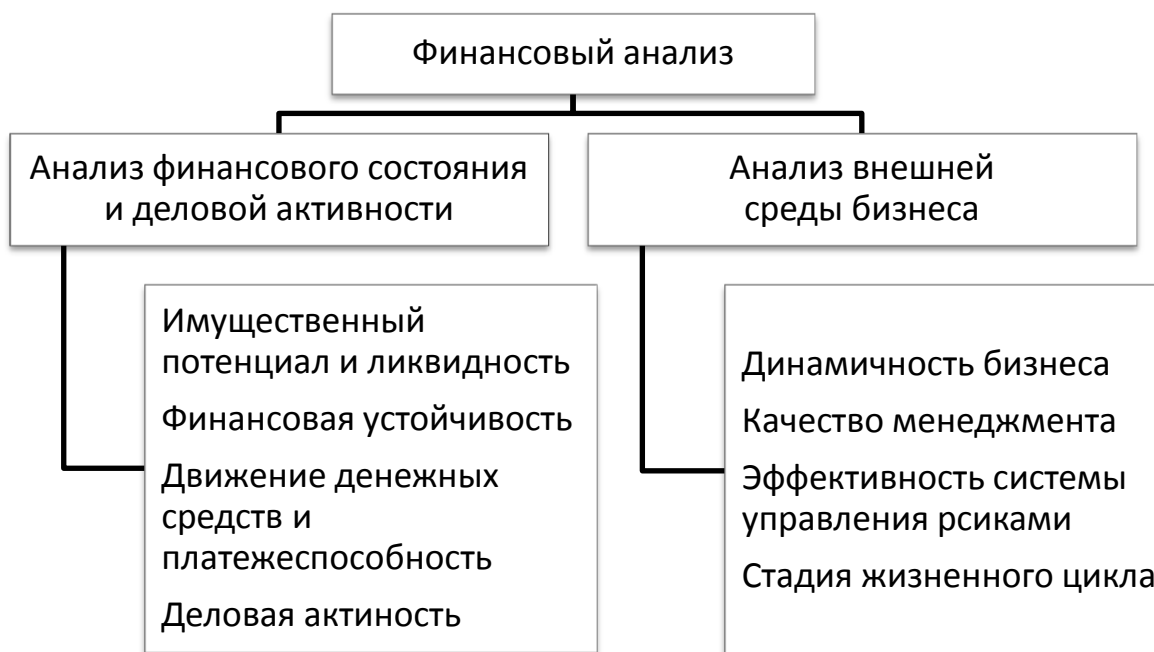 Финансовый анализ
Анализ финансового состояния
и деловой активности
Анализ внешней
среды бизнеса
Имущественный
потенциал и ликвидность
Финансовая устойчивость
Движение денежных
средств и
платежеспособность
Деловая актиность
Динамичность бизнеса
Качество менеджмента
Эффективность системы
управления рсиками
Стадия жизненного цикла